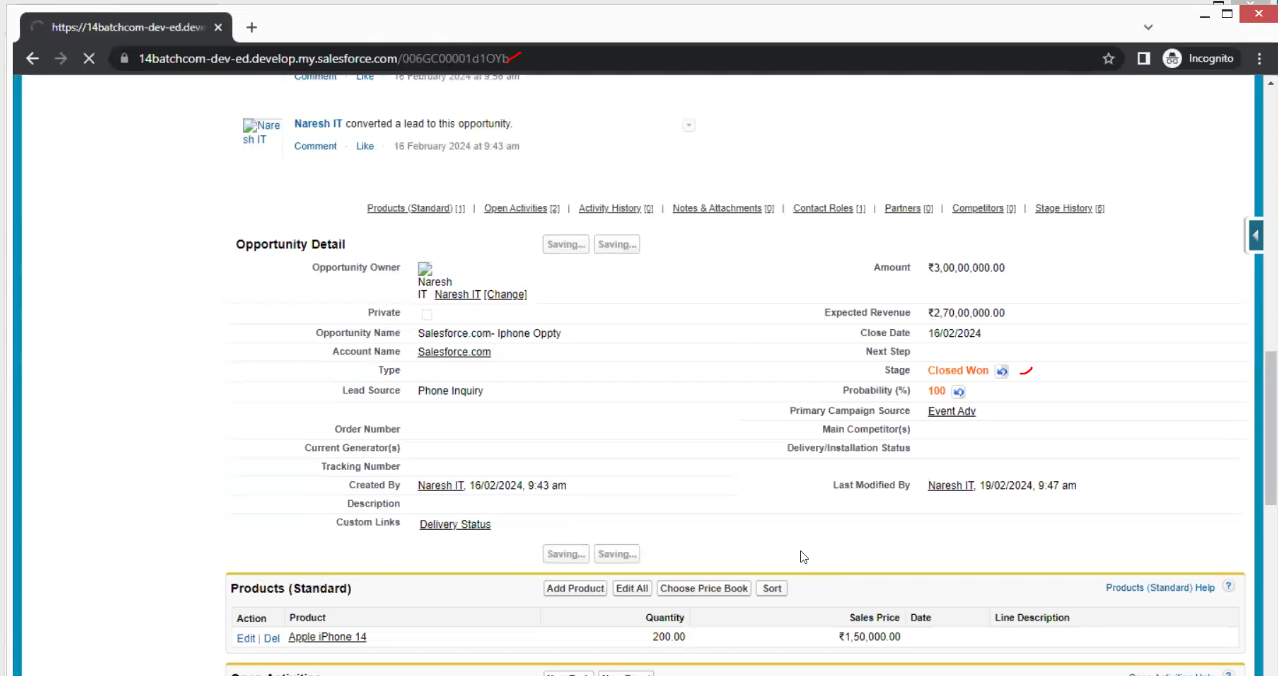 https://14batchcom-dev-ed.deve
14batchcom-dev-ed.develop.my.salesforce.com/006GC00001d1OYb
Incognito
Comment · Like · 16 February 2024 at 9:56 am
Nare
sh IT
Naresh IT converted a lead to this opportunity.
Comment · Like · 16 February 2024 at 9:43 am
Products (Standard) [1] | Open Activities [2] | Activity History [0] | Notes & Attachments [0] | Contact Roles [1] | Partners [0] | Competitors [0] | Stage History [5]
Opportunity Detail Saving... Saving...
Opportunity Owner Naresh IT Naresh IT [Change] Amount ₹3,00,00,000.00
Private Expected Revenue ₹2,70,00,000.00
Opportunity Name Salesforce.com- Iphone Oppty Close Date 16/02/2024
Account Name Salesforce.com Next Step
Type Stage Closed Won
Lead Source Phone Inquiry Probability (%) 100
Primary Campaign Source Event Adv
Order Number Main Competitor(s)
Current Generator(s) Delivery/Installation Status
Tracking Number
Created By Naresh IT, 16/02/2024, 9:43 am Last Modified By Naresh IT, 19/02/2024, 9:47 am
Description
Custom Links Delivery Status
Saving... Saving...
Products (Standard) Add Product Edit All Choose Price Book Sort Products (Standard) Help ?
Action Product Quantity Sales Price Date Line Description
Edit | Del Apple iPhone 14 200.00 ₹1,50,000.00